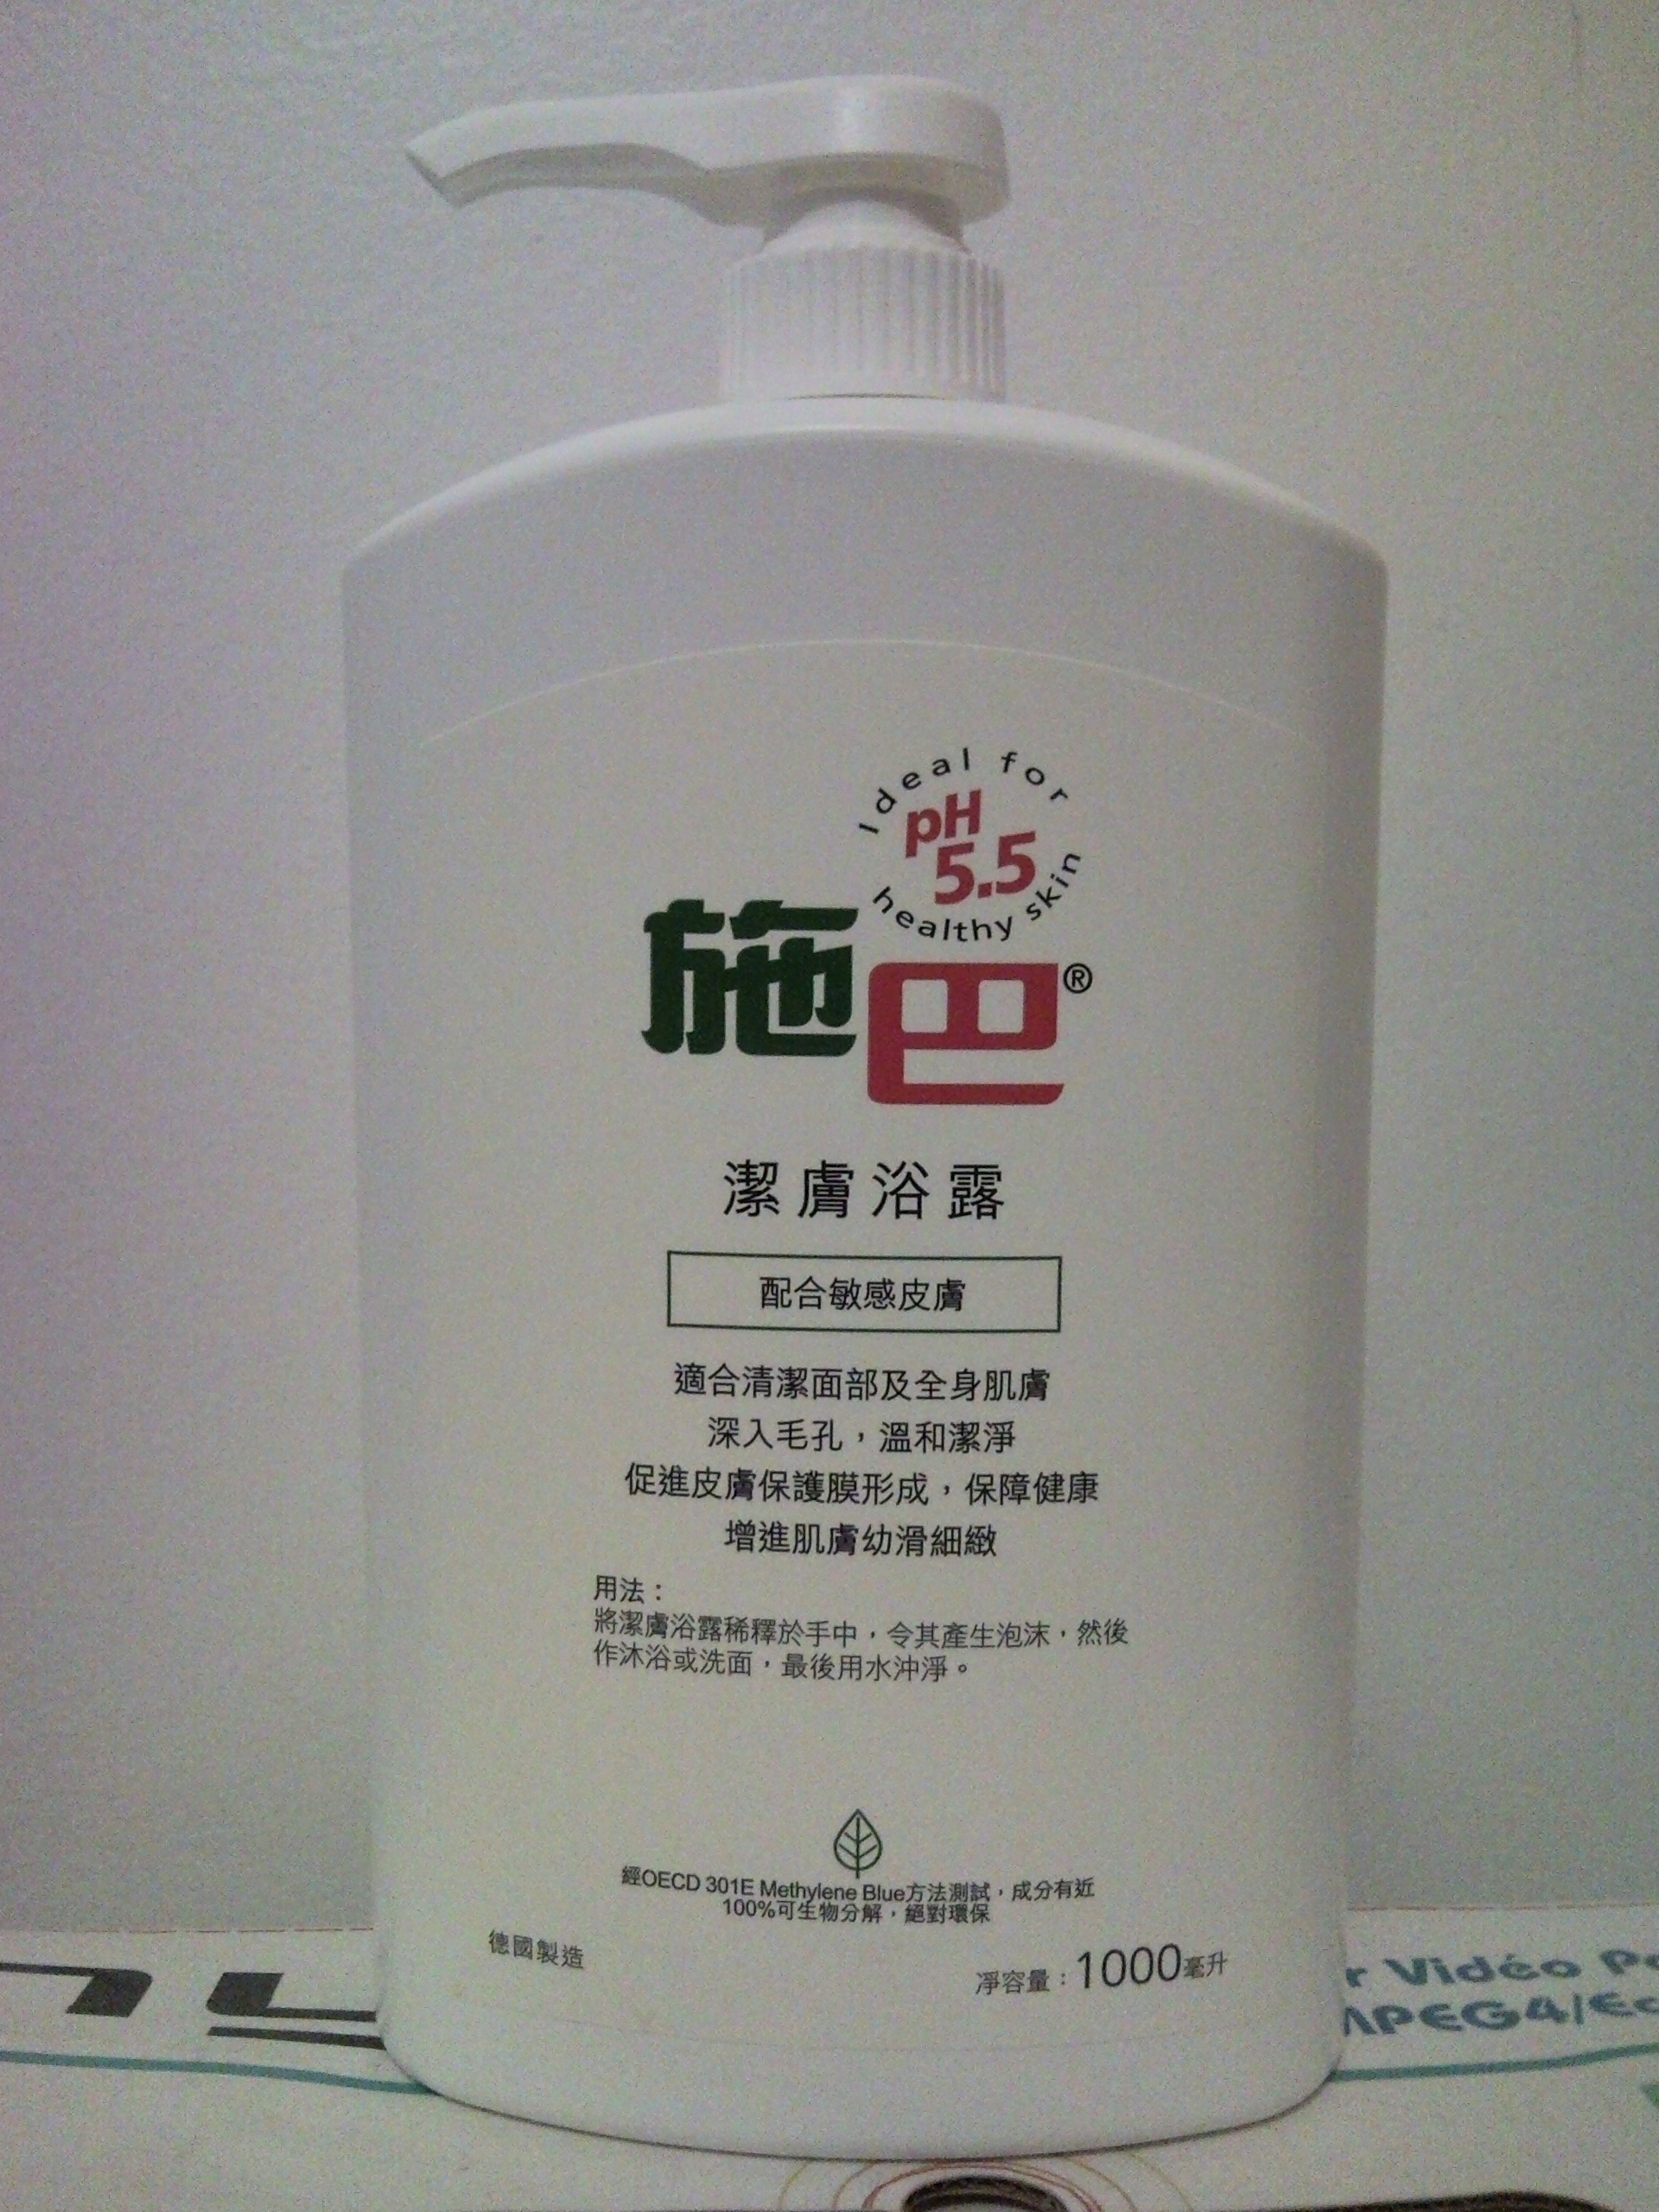 Ideal for
pH
5.5
healthy skin
施巴®
潔膚浴露
配合敏感皮膚
適合清潔面部及全身肌膚
深入毛孔，溫和潔淨
促進皮膚保護膜形成，保障健康
增進肌膚幼滑細緻
用法：
將潔膚浴露稀釋於手中，令其產生泡沫，然後
作沐浴或洗面，最後用水沖淨。
經OECD 301E Methylene Blue方法測試，成分有近
100%可生物分解，絕對環保
德國製造
淨容量：1000毫升
r Vidéo
MPEG4/